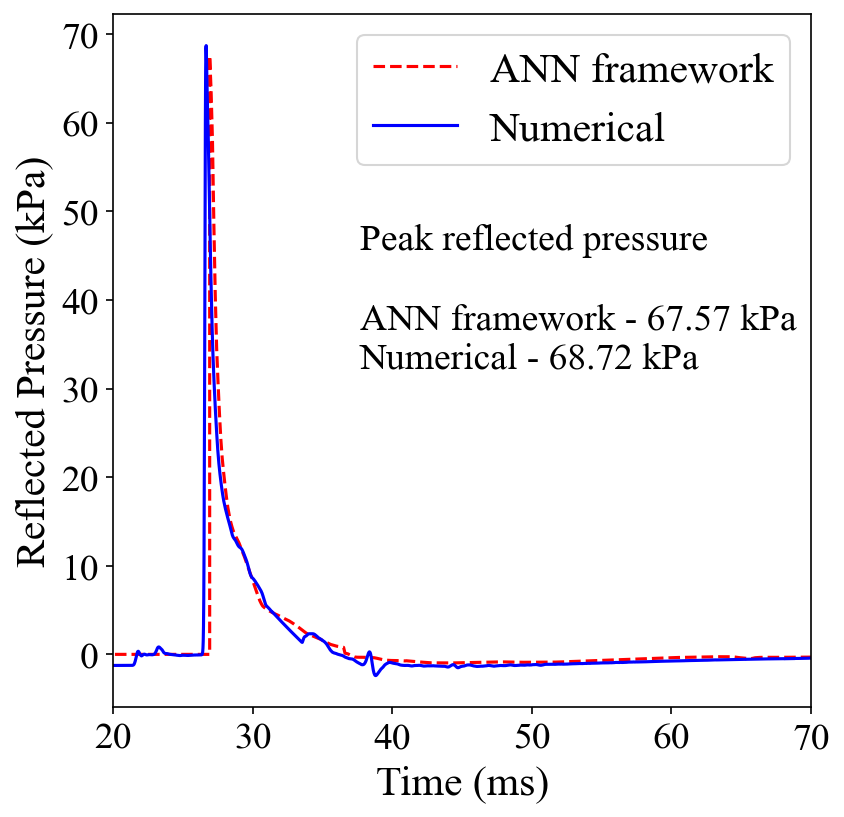 70
60
50
40
30
20
10
0
Reflected Pressure (kPa)
ANN framework
Numerical
Peak reflected pressure
ANN framework - 67.57 kPa
Numerical - 68.72 kPa
20 30 40 50 60 70
Time (ms)